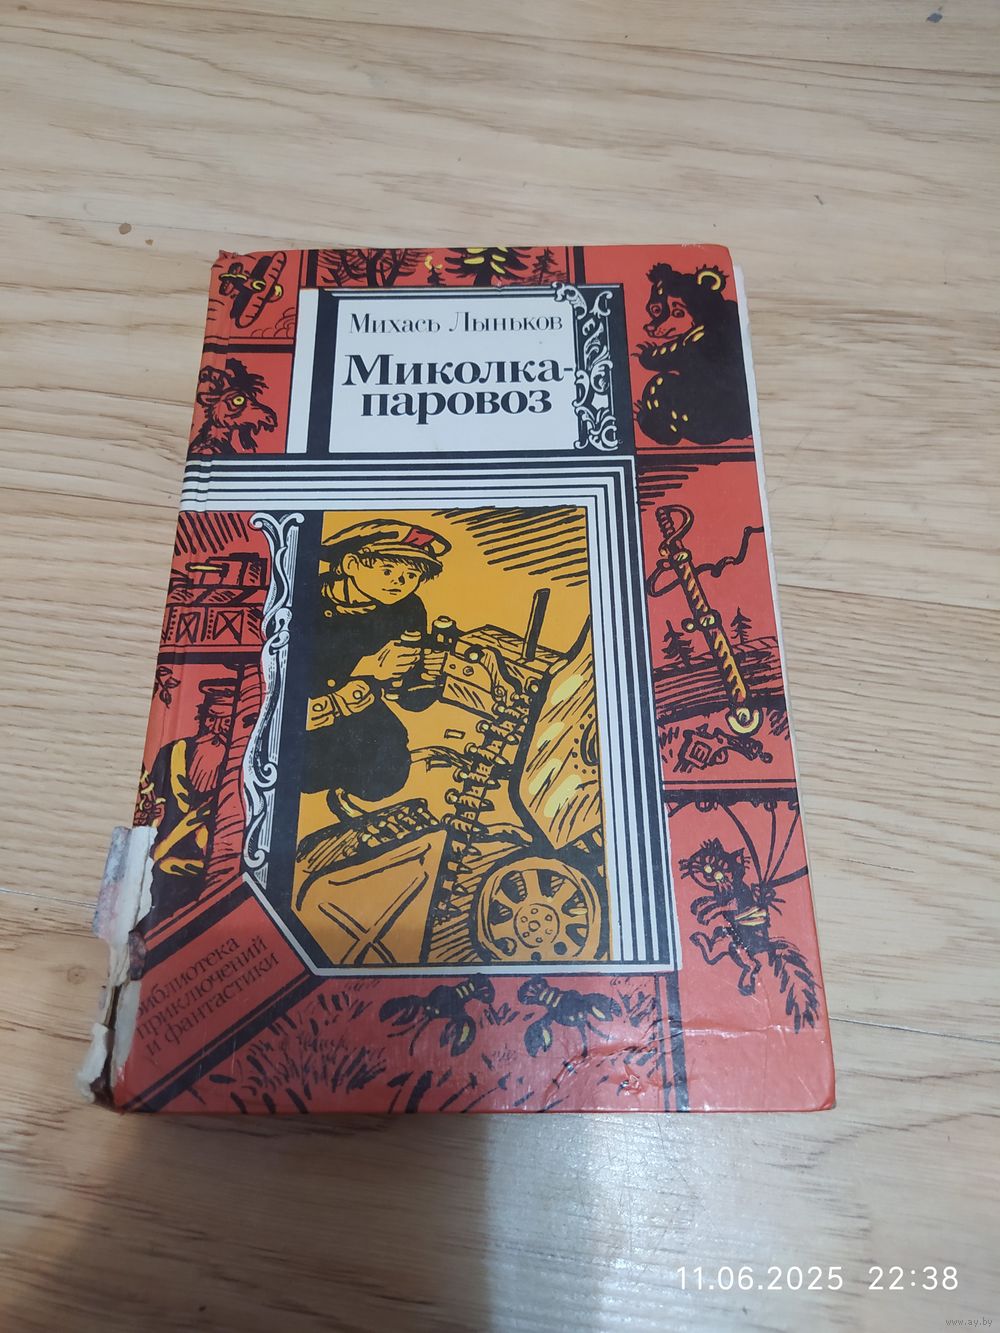 Михась Лыньков
Миколка-
паровоз
Библиотека
приключений
и фантастики
11.06.2025 22:38
www.ay.by